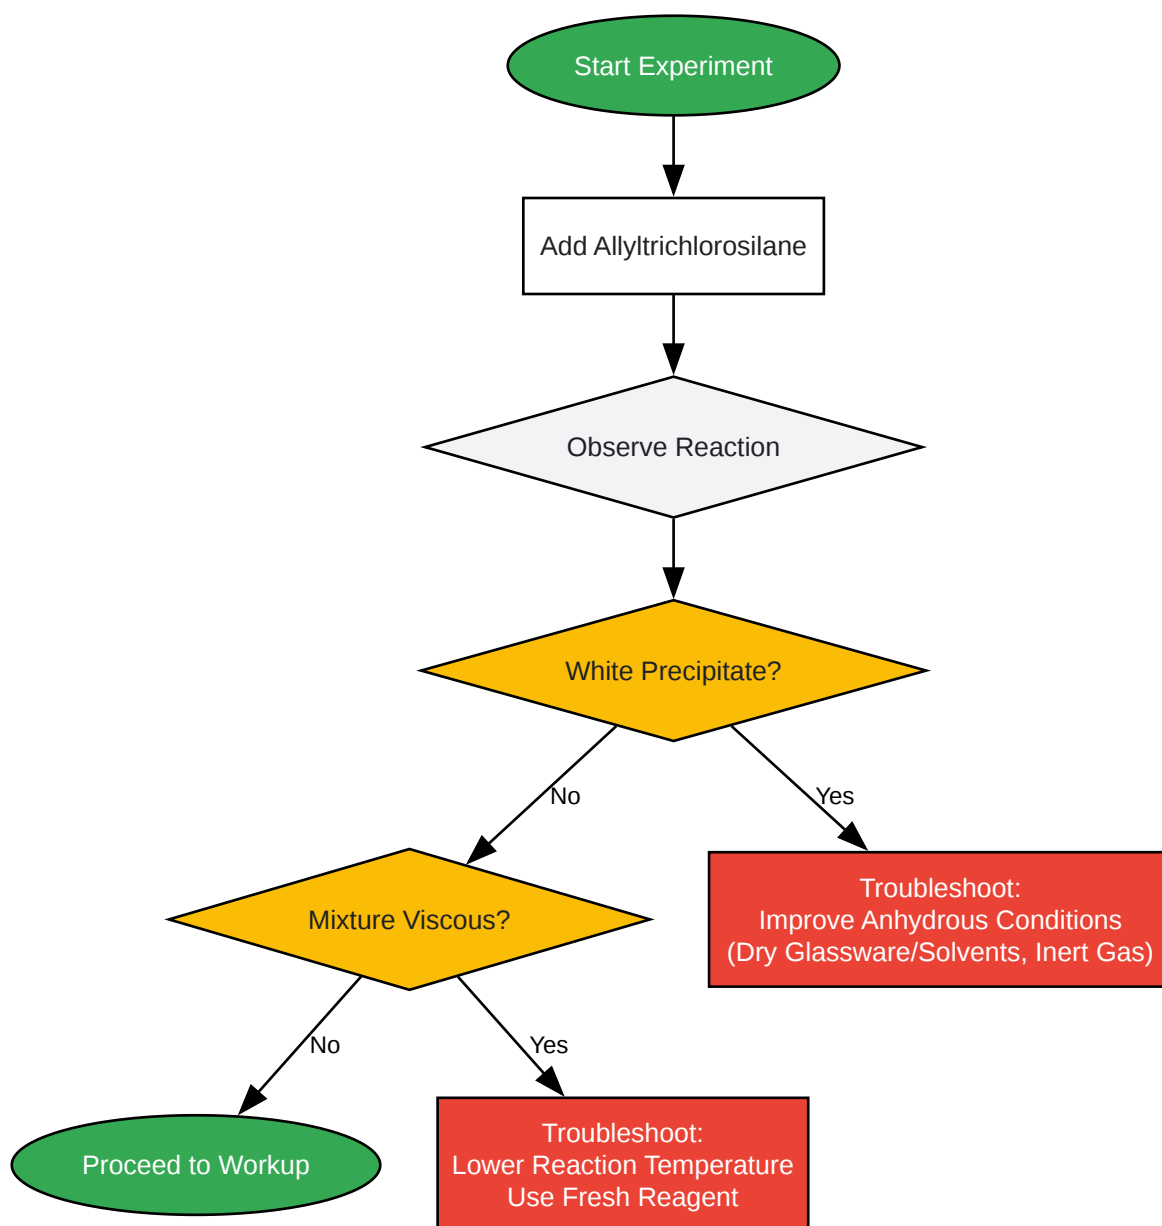 Start Experiment
Add Allyltrichlorosilane
Observe Reaction
White Precipitate?
No
Yes
Mixture Viscous?
Troubleshoot:
Improve Anhydrous Conditions
(Dry Glassware/Solvents, Inert Gas)
No
Yes
Proceed to Workup
Troubleshoot:
Lower Reaction Temperature
Use Fresh Reagent